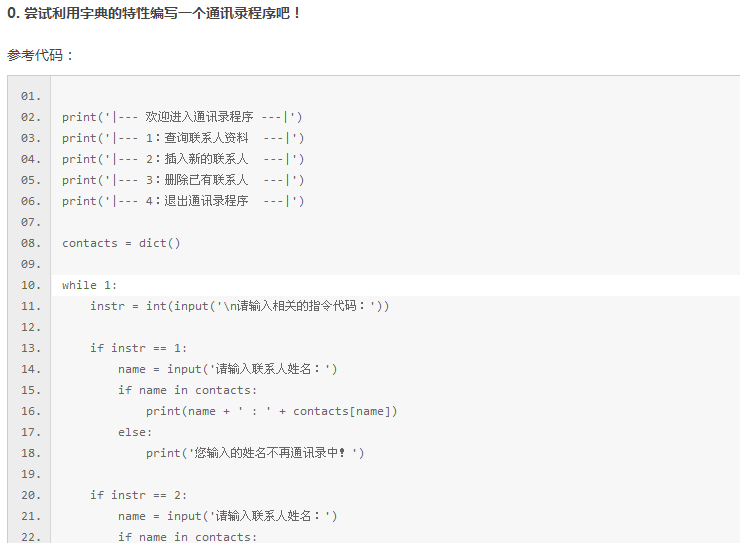 0. 尝试利用字典的特性编写一个通讯录程序吧！
参考代码：
01.
02. print('|--- 欢迎进入通讯录程序 ---|')
03. print('|--- 1：查询联系人资料  ---|')
04. print('|--- 2：插入新的联系人  ---|')
05. print('|--- 3：删除已有联系人  ---|')
06. print('|--- 4：退出通讯录程序  ---|')
07.
08. contacts = dict()
09.
10. while 1:
11.     instr = int(input('\n请输入相关的指令代码：'))
12.
13.     if instr == 1:
14.         name = input('请输入联系人姓名：')
15.         if name in contacts:
16.             print(name + ' : ' + contacts[name])
17.         else:
18.             print('您输入的姓名不再通讯录中！')
19.
20.     if instr == 2:
21.         name = input('请输入联系人姓名：')
22.         if name in contacts: